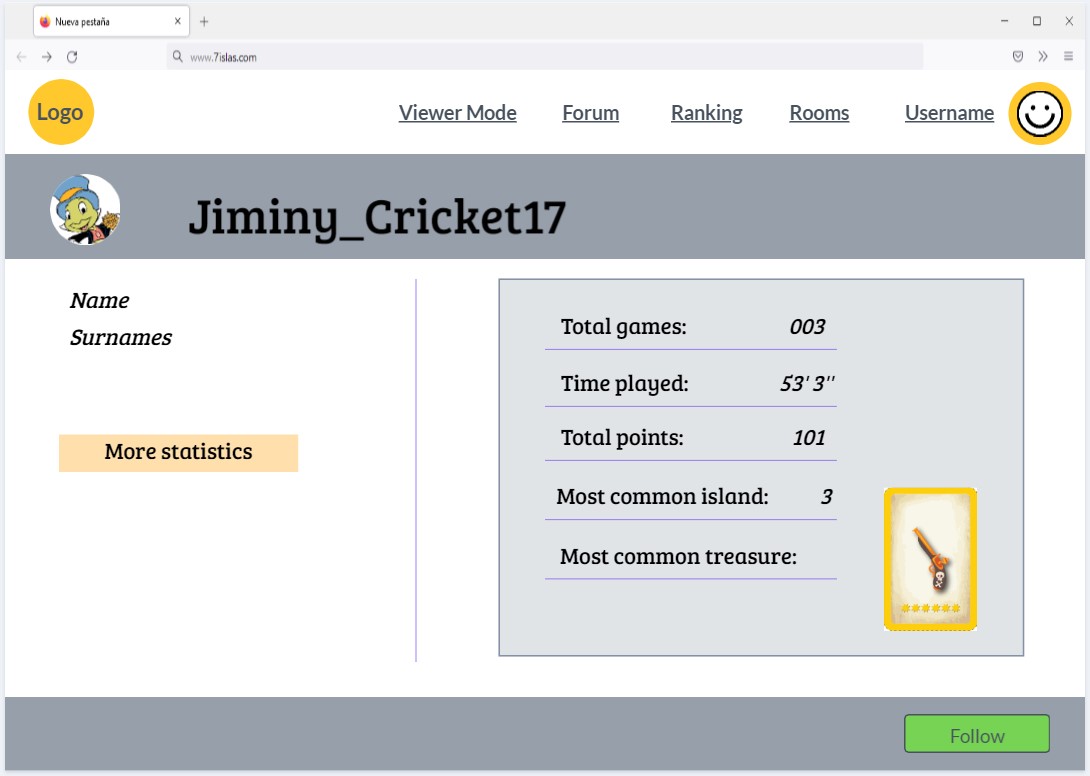 Nueva pestaña
www.7islas.com
Logo
Viewer Mode Forum Ranking Rooms Username
Jiminy_Cricket17
Name
Surnames
More statistics
Total games: 003
Time played: 53' 3''
Total points: 101
Most common island: 3
Most common treasure:
Follow